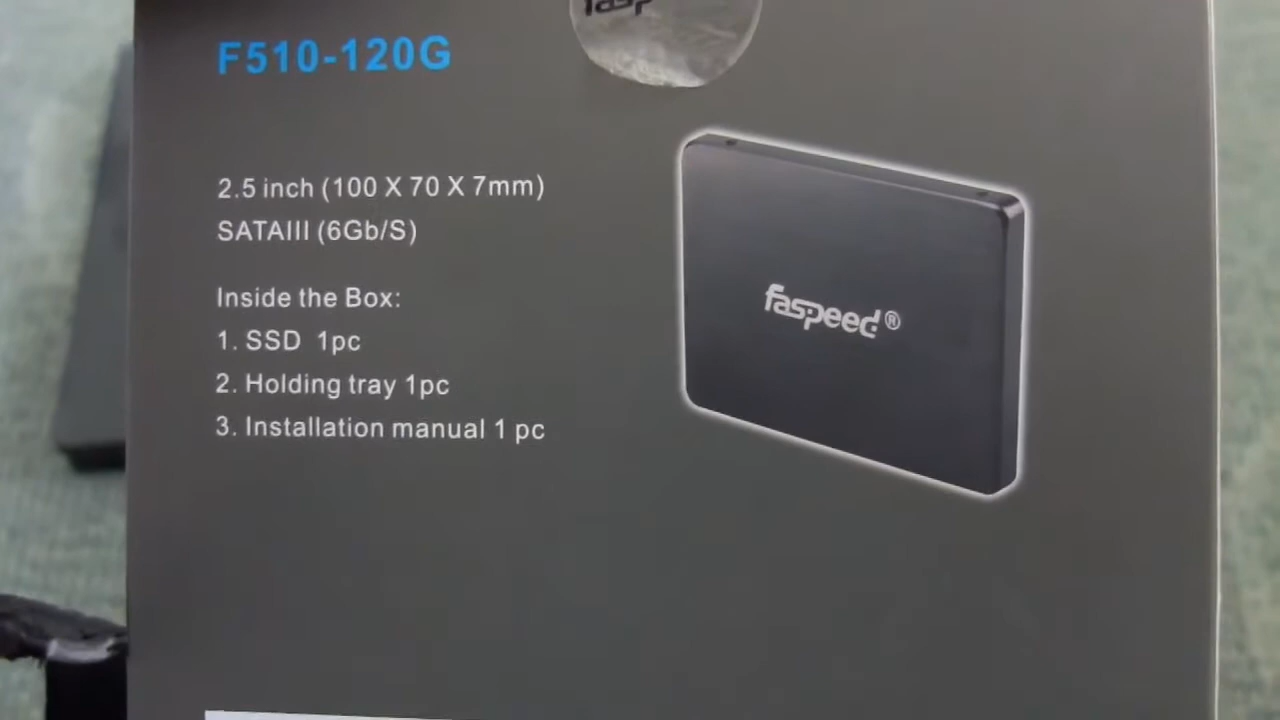 F510-120G
2.5 inch (100 X 70 X 7mm)
SATAIII (6Gb/S)
Inside the Box:
1. SSD 1pc
2. Holding tray 1pc
3. Installation manual 1 pc
faspeed®